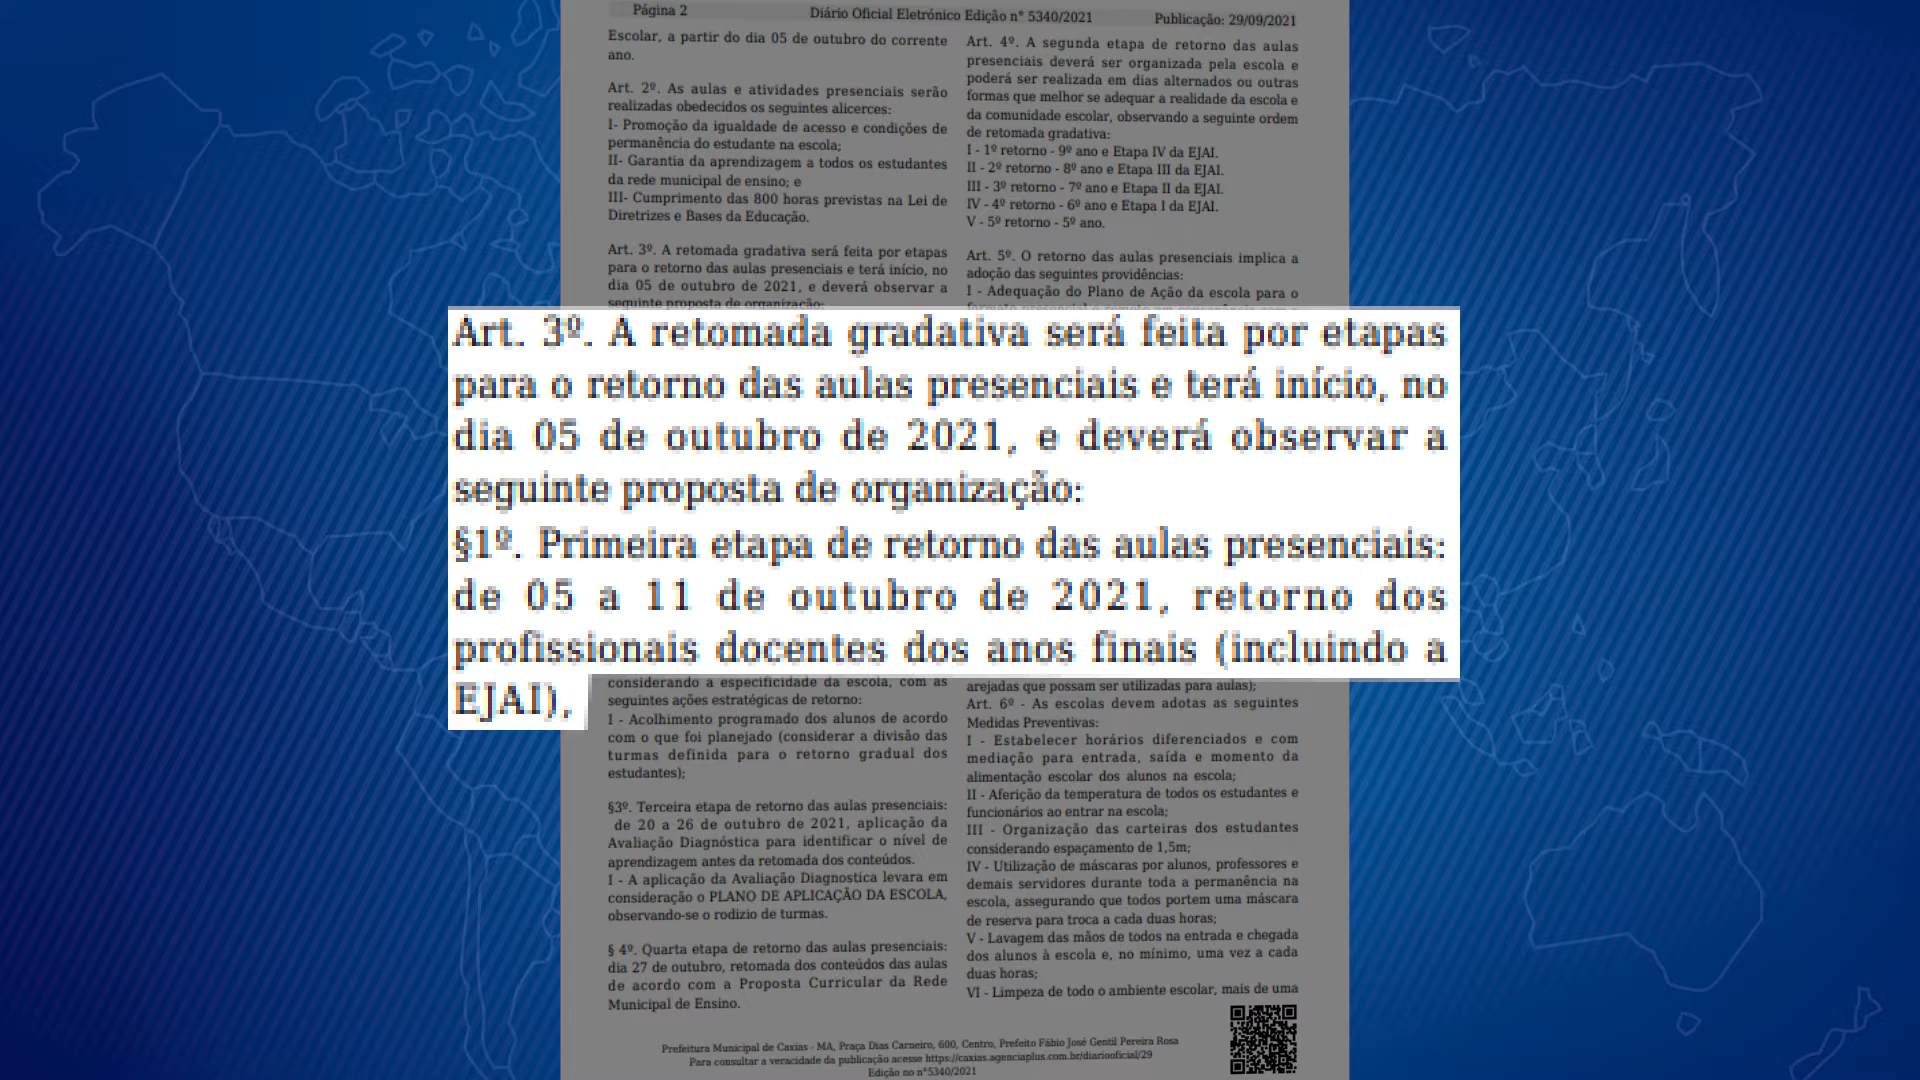 Página 2
Diário Oficial Eletrónico Edição n° 5340/2021
Publicação: 29/09/2021
Escolar, a partir do dia 05 de outubro do corrente
ano.
Art. 2º. As aulas e atividades presenciais serão
realizadas obedecidos os seguintes alicerces:
I- Promoção da igualdade de acesso e condições de
permanência do estudante na escola;
II- Garantia da aprendizagem a todos os estudantes
da rede municipal de ensino; e
III- Cumprimento das 800 horas previstas na Lei de
Diretrizes e Bases da Educação.
Art. 3º. A retomada gradativa será feita por etapas
para o retorno das aulas presenciais e terá início, no
dia 05 de outubro de 2021, e deverá observar a
seguinte proposta de organização:
Art. 4º. A segunda etapa de retorno das aulas
presenciais deverá ser organizada pela escola e
poderá ser realizada em dias alternados ou outras
formas que melhor se adequar a realidade da escola e
da comunidade escolar, observando a seguinte ordem
de retomada gradativa:
I - 1º retorno - 9º ano e Etapa IV da EJAI.
II - 2º retorno - 8º ano e Etapa III da EJAI.
III - 3º retorno - 7º ano e Etapa II da EJAI.
IV - 4º retorno - 6º ano e Etapa I da EJAI.
V - 5º retorno - 5º ano.
Art. 5º. O retorno das aulas presenciais implica a
adoção das seguintes providências:
I - Adequação do Plano de Ação da escola para o
Art. 3º. A retomada gradativa será feita por etapas
para o retorno das aulas presenciais e terá início, no
dia 05 de outubro de 2021, e deverá observar a
seguinte proposta de organização:
§1º. Primeira etapa de retorno das aulas presenciais:
de 05 a 11 de outubro de 2021, retorno dos
profissionais docentes dos anos finais (incluindo a
EJAI),
considerando a especificidade da escola, com as
seguintes ações estratégicas de retorno:
I - Acolhimento programado dos alunos de acordo
com o que foi planejado (considerar a divisão das
turmas definida para o retorno gradual dos
estudantes);
§3º. Terceira etapa de retorno das aulas presenciais:
de 20 a 26 de outubro de 2021, aplicação da
Avaliação Diagnóstica para identificar o nível de
aprendizagem antes da retomada dos conteúdos.
I - A aplicação da Avaliação Diagnostica levara em
consideração o PLANO DE APLICAÇÃO DA ESCOLA,
observando-se o rodizio de turmas.
§ 4º. Quarta etapa de retorno das aulas presenciais:
dia 27 de outubro, retomada dos conteúdos das aulas
de acordo com a Proposta Curricular da Rede
Municipal de Ensino.
arejadas que possam ser utilizadas para aulas);
Art. 6º - As escolas devem adotas as seguintes
Medidas Preventivas:
I - Estabelecer horários diferenciados e com
mediação para entrada, saída e momento da
alimentação escolar dos alunos na escola;
II - Aferição da temperatura de todos os estudantes e
funcionários ao entrar na escola;
III - Organização das carteiras dos estudantes
considerando espaçamento de 1,5m;
IV - Utilização de máscaras por alunos, professores e
demais servidores durante toda a permanência na
escola, assegurando que todos portem uma máscara
de reserva para troca a cada duas horas;
V - Lavagem das mãos de todos na entrada e chegada
dos alunos à escola e, no mínimo, uma vez a cada
duas horas;
VI - Limpeza de todo o ambiente escolar, mais de uma
Prefeitura Municipal de Caxias - MA, Praça Dias Carneiro, 600, Centro, Prefeito Fábio José Gentil Pereira Rosa
Para consultar a veracidade da publicação acesse https://caxias.agenciaplus.com.br/diariooficial/29
Edição no n°5340/2021